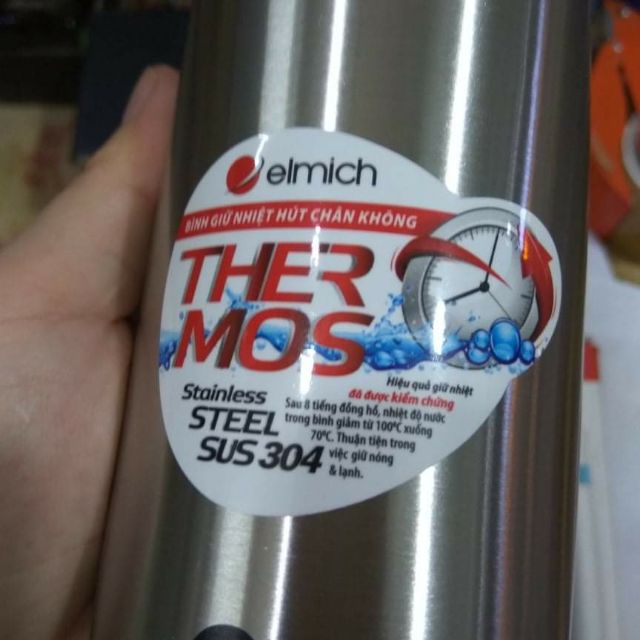 elmich
BÌNH GIỮ NHIỆT HÚT CHÂN KHÔNG
THER
MOS
Stainless
STEEL
SUS 304
Hiệu quả giữ nhiệt
đã được kiểm chứng
Sau 8 tiếng đồng hồ, nhiệt độ nước
trong bình giảm từ 100ºC xuống
70ºC. Thuận tiện trong
việc giữ nóng
& lạnh.